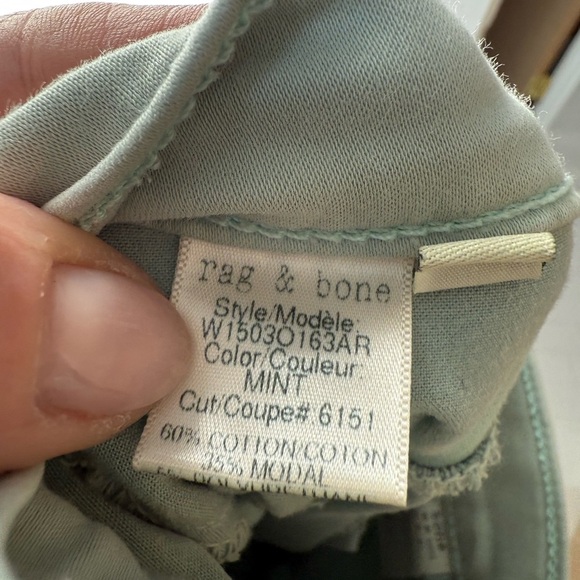 rag & bone
Style/Modèle:
W1503O163AR
Color/Couleur:
MINT
Cut/Coupe#. 6151
60% COTTON/COTON
35% MODAL